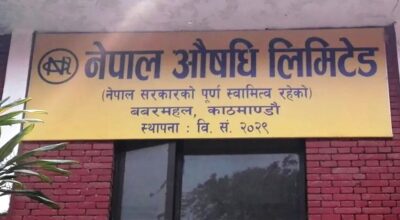 नेपाल औषधि लिमिटेड
(नेपाल सरकारको पूर्ण स्वामित्व रहेको)
बबरमहल, काठमाण्डौ
स्थापना : वि. सं. २०२९